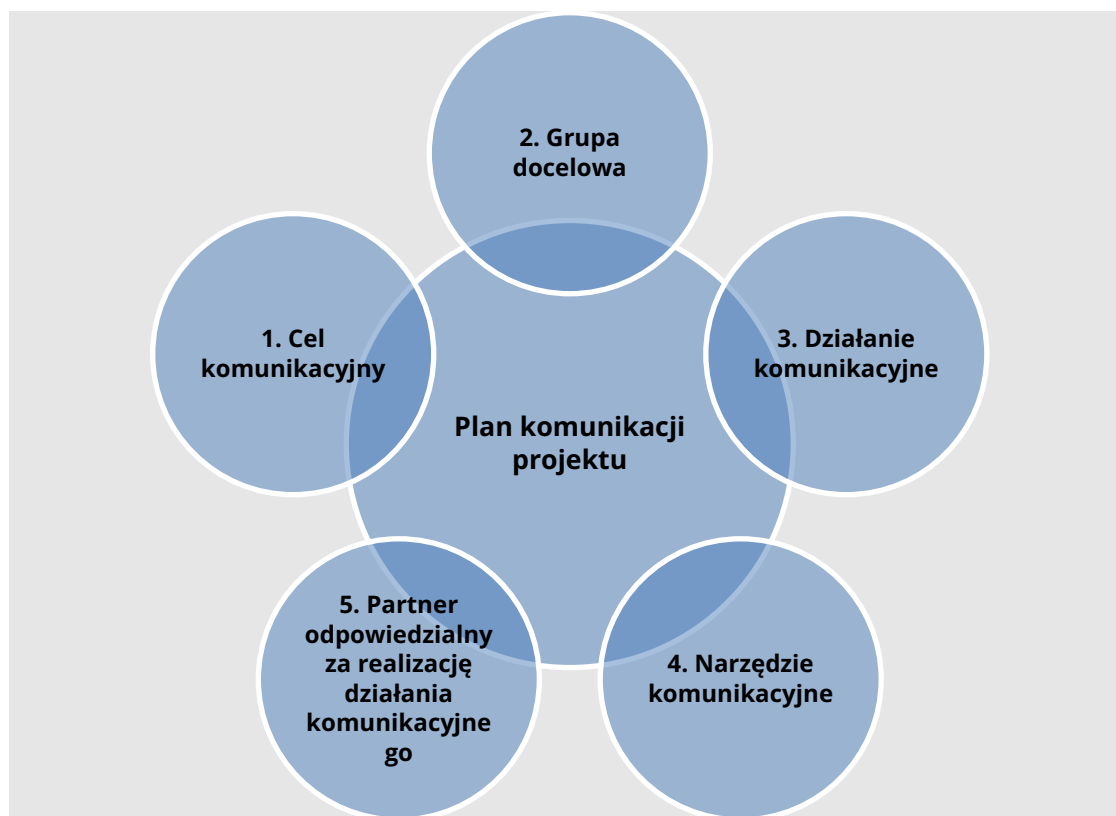 2. Grupa
docelowa
1. Cel
komunikacyjny
3. Działanie
komunikacyjne
Plan komunikacji
projektu
5. Partner
odpowiedzialny
za realizację
działania
komunikacyjne
go
4. Narzędzie
komunikacyjne